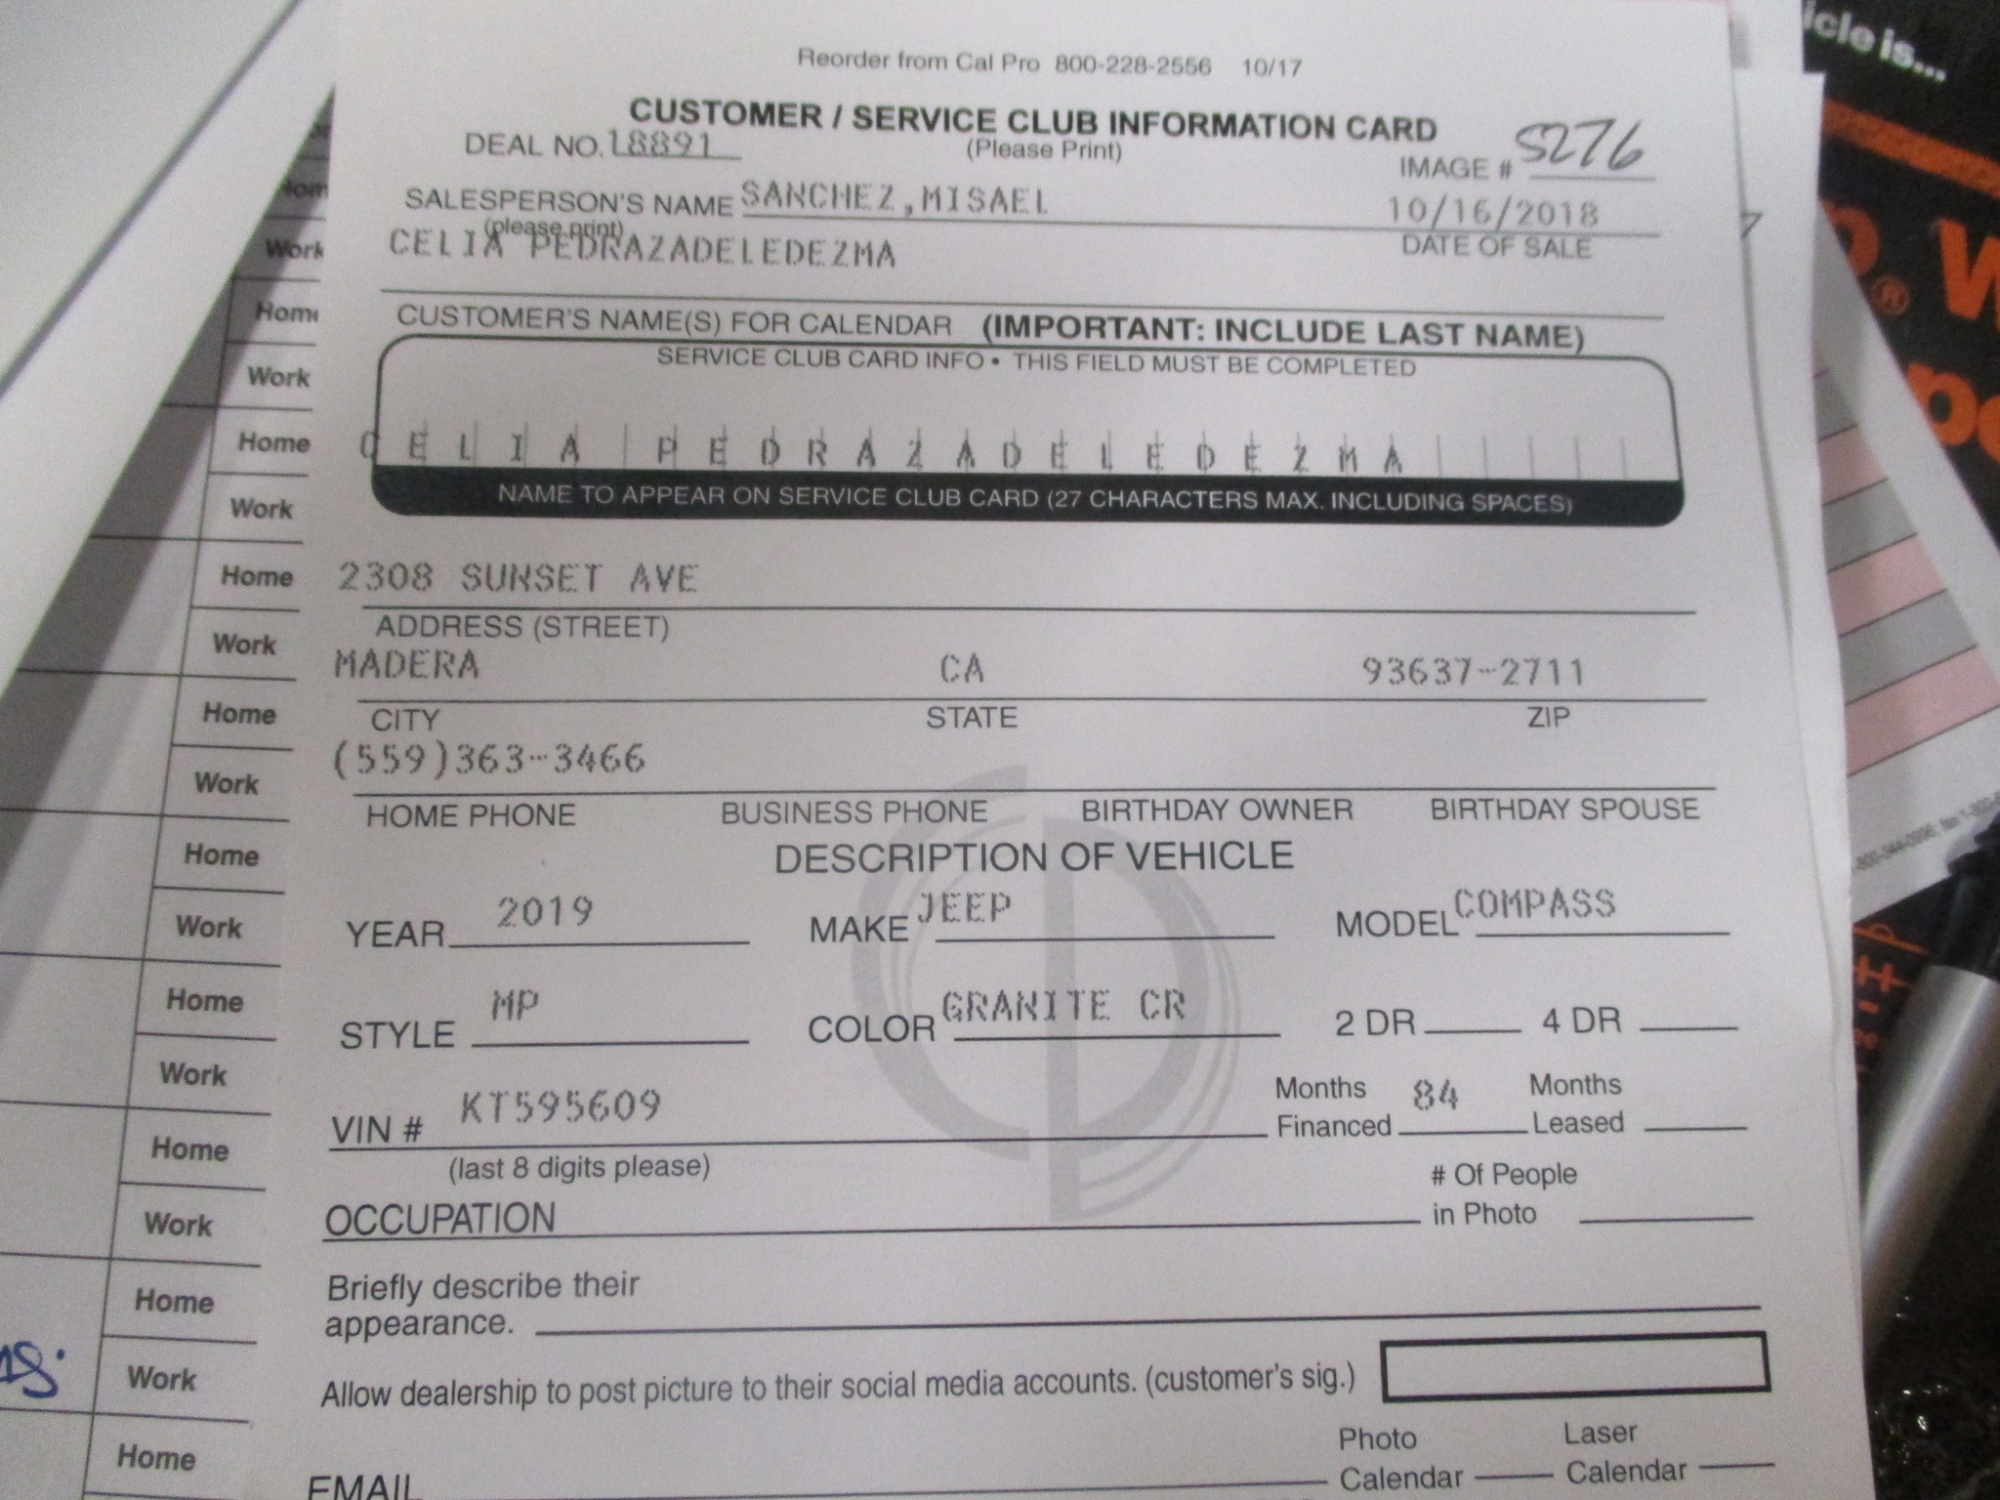 Reorder from Cal Pro 800-228-2556 10/17
CUSTOMER / SERVICE CLUB INFORMATION CARD
DEAL NO. 18891 (Please Print) IMAGE # 5276
SALESPERSON'S NAME SANCHEZ,MISAEL 10/16/2018
(please print) DATE OF SALE
CELIA PEDRAZADELEDEZMA
CUSTOMER'S NAME(S) FOR CALENDAR (IMPORTANT: INCLUDE LAST NAME)
SERVICE CLUB CARD INFO • THIS FIELD MUST BE COMPLETED
CELIA PEDRAZADELEDEZMA
NAME TO APPEAR ON SERVICE CLUB CARD (27 CHARACTERS MAX. INCLUDING SPACES)
2308 SUNSET AVE
ADDRESS (STREET)
MADERA CA 93637-2711
CITY STATE ZIP
(559)363-3466
HOME PHONE BUSINESS PHONE BIRTHDAY OWNER BIRTHDAY SPOUSE
DESCRIPTION OF VEHICLE
YEAR 2019 MAKE JEEP MODEL COMPASS
STYLE MP COLOR GRANITE CR 2 DR 4 DR
VIN # KT595609 Months Financed 84 Months Leased
(last 8 digits please)
OCCUPATION # Of People in Photo
Briefly describe their
appearance.
Allow dealership to post picture to their social media accounts. (customer's sig.)
Photo Calendar Laser Calendar
EMAIL
Home
Work
Home
Work
Home
Work
Home
Work
Home
Work
Home
Work
Home
Work
Home
Work
Home
Work
Home
icle is...